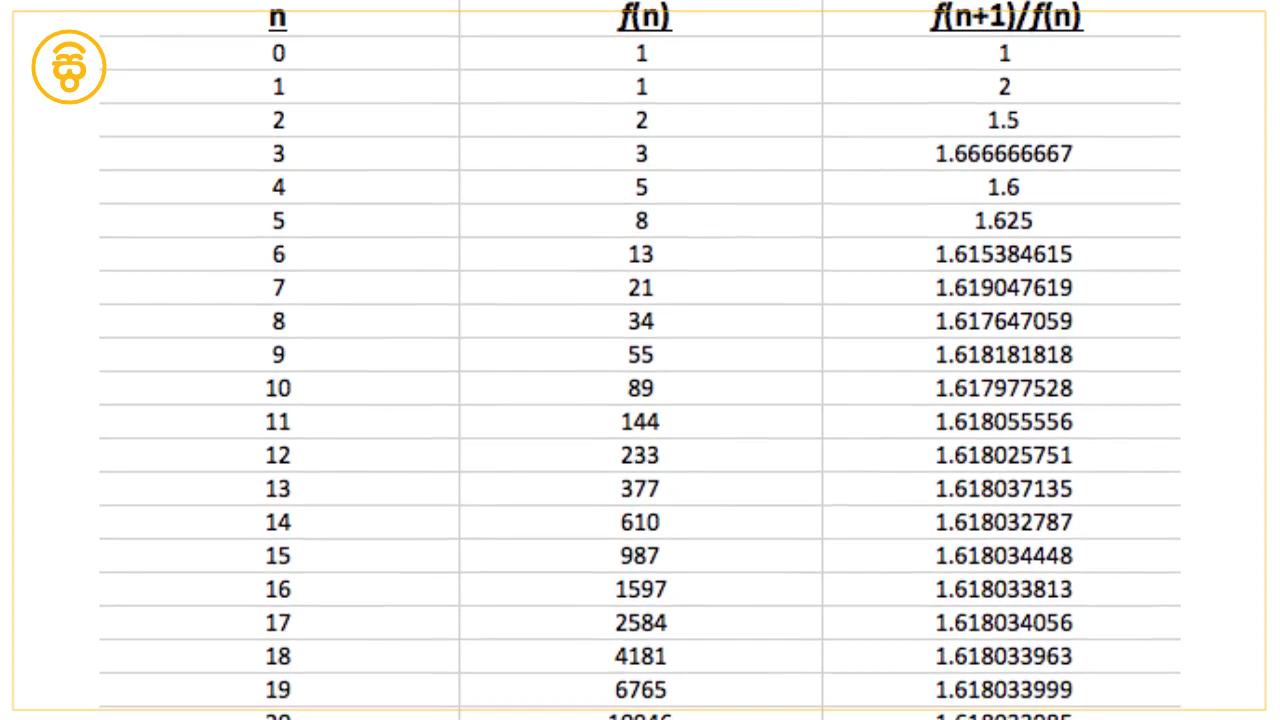 n f(n) f(n+1)/f(n)
0 1 1
1 1 2
2 2 1.5
3 3 1.666666667
4 5 1.6
5 8 1.625
6 13 1.615384615
7 21 1.619047619
8 34 1.617647059
9 55 1.618181818
10 89 1.617977528
11 144 1.618055556
12 233 1.618025751
13 377 1.618037135
14 610 1.618032787
15 987 1.618034448
16 1597 1.618033813
17 2584 1.618034056
18 4181 1.618033963
19 6765 1.618033999